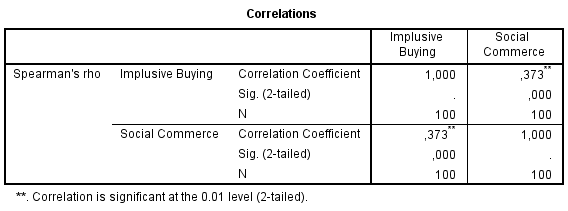 Correlations
Implusive Buying Social Commerce
Spearman's rho Implusive Buying Correlation Coefficient 1,000 ,373**
Sig. (2-tailed) . ,000
N 100 100
Social Commerce Correlation Coefficient ,373** 1,000
Sig. (2-tailed) ,000 .
N 100 100
**. Correlation is significant at the 0.01 level (2-tailed).